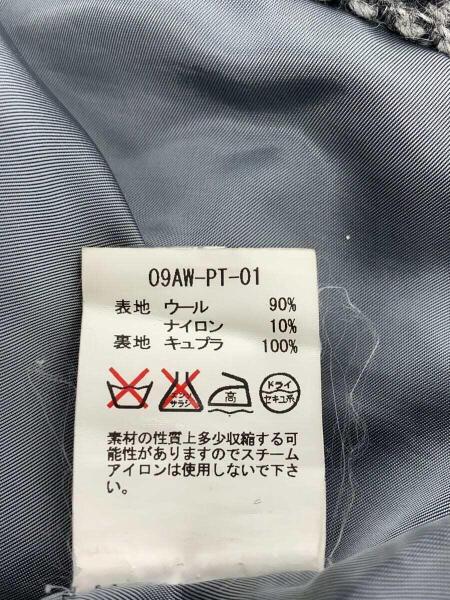 09AW-PT-01
表地 ウール 90%
ナイロン 10%
裏地 キュプラ 100%
エンソ サラシ 高 ドライ セキユ系
素材の性質上多少収縮する可
能性がありますのでスチーム
アイロンは使用しないで下さ
い。